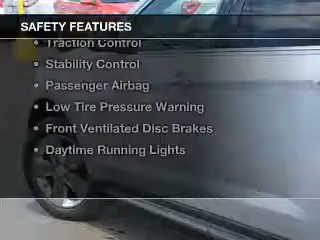 SAFETY FEATURES
• Traction Control
• Stability Control
• Passenger Airbag
• Low Tire Pressure Warning
• Front Ventilated Disc Brakes
• Daytime Running Lights